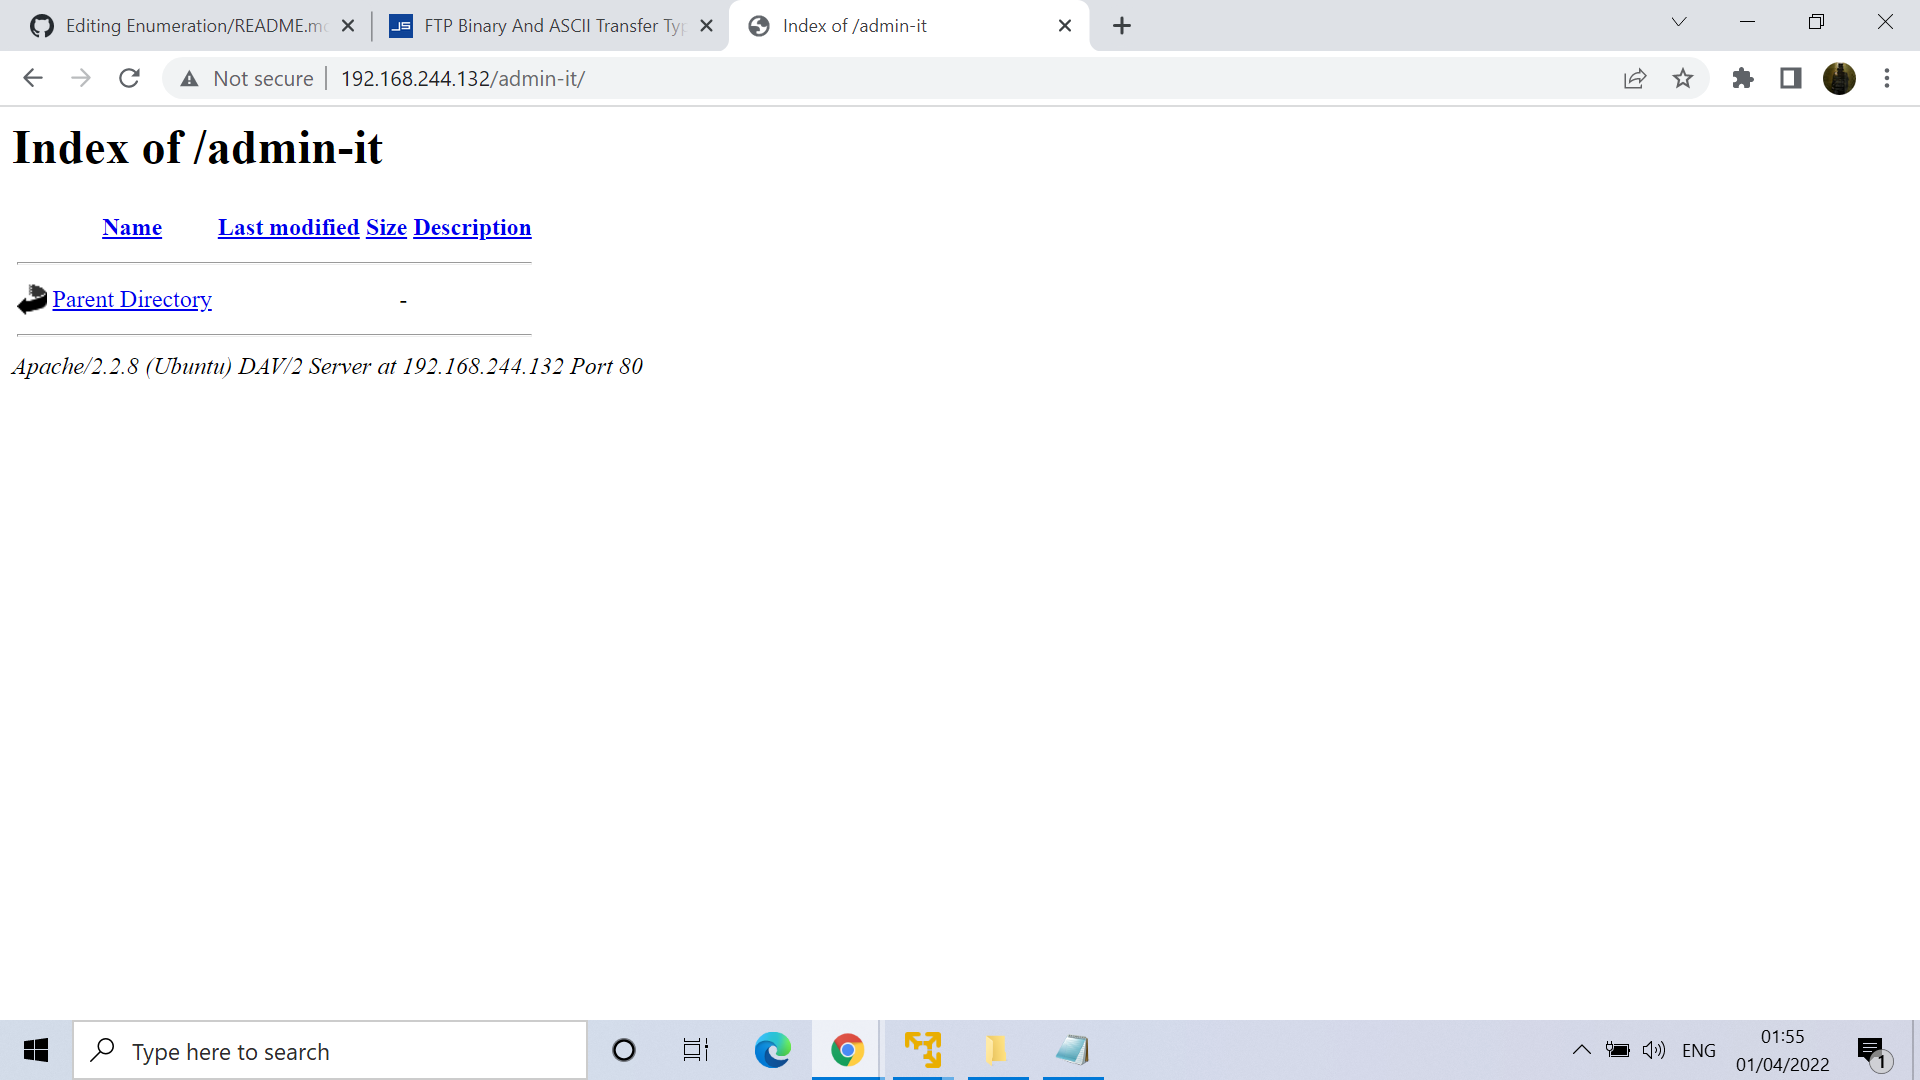 Editing Enumeration/README.m
FTP Binary And ASCII Transfer Typ
Index of /admin-it
Not secure
192.168.244.132/admin-it/
Index of /admin-it
Name Last modified Size Description
Parent Directory -
Apache/2.2.8 (Ubuntu) DAV/2 Server at 192.168.244.132 Port 80
Type here to search
ENG
01:55
01/04/2022
1